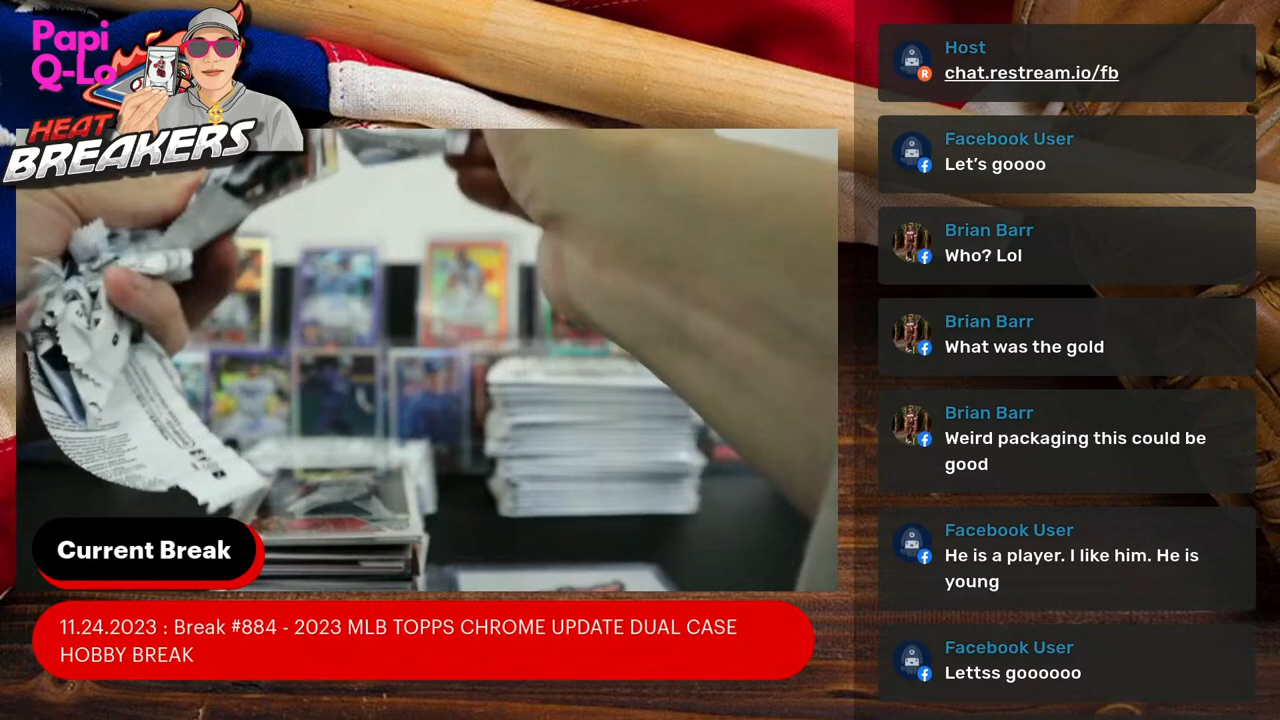 Papi
Q-Lo
HEAT
BREAKERS
Host
chat.restream.io/fb
Facebook User
Let’s goooo
Brian Barr
Who? Lol
Brian Barr
What was the gold
Brian Barr
Weird packaging this could be
good
Facebook User
He is a player. I like him. He is
young
Facebook User
Lettss goooooo
Current Break
11.24.2023 : Break #884 - 2023 MLB TOPPS CHROME UPDATE DUAL CASE
HOBBY BREAK